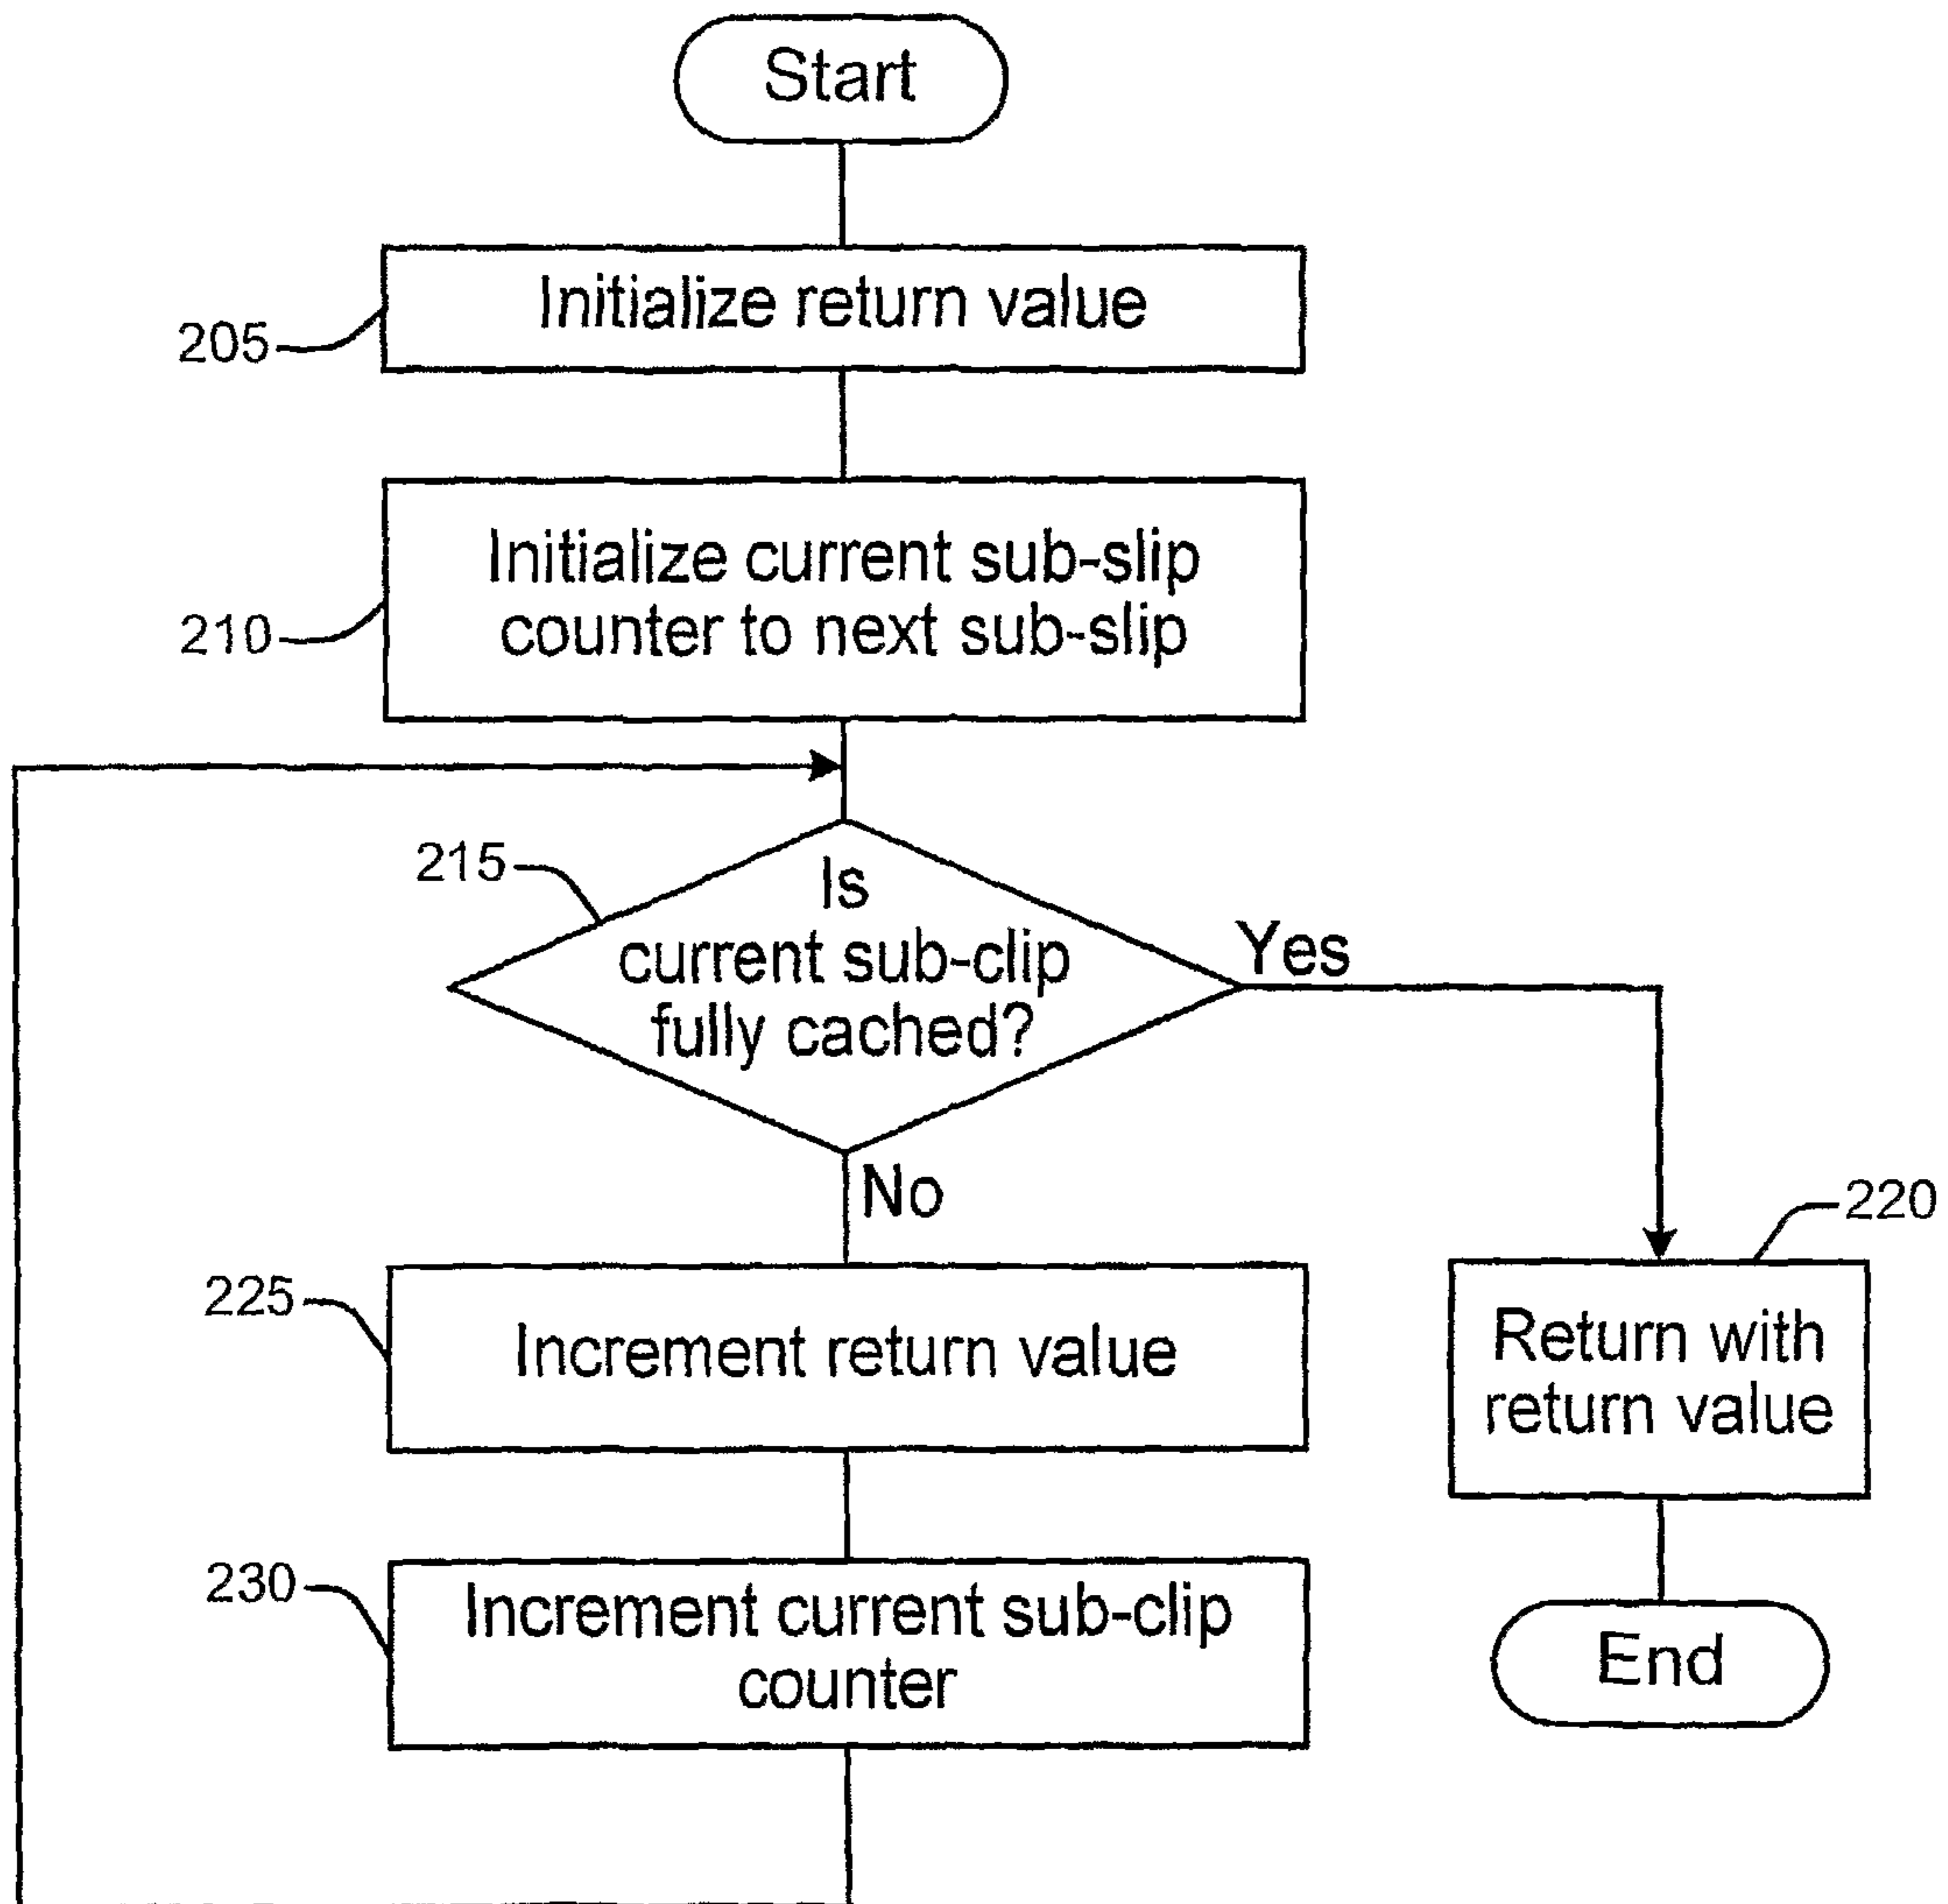 Start
Initialize return value
205
Initialize current sub-slip
counter to next sub-slip
210
215
Is
current sub-clip
fully cached?
Yes
No
220
225
Increment return value
Return with
return value
230
Increment current sub-clip
counter
End